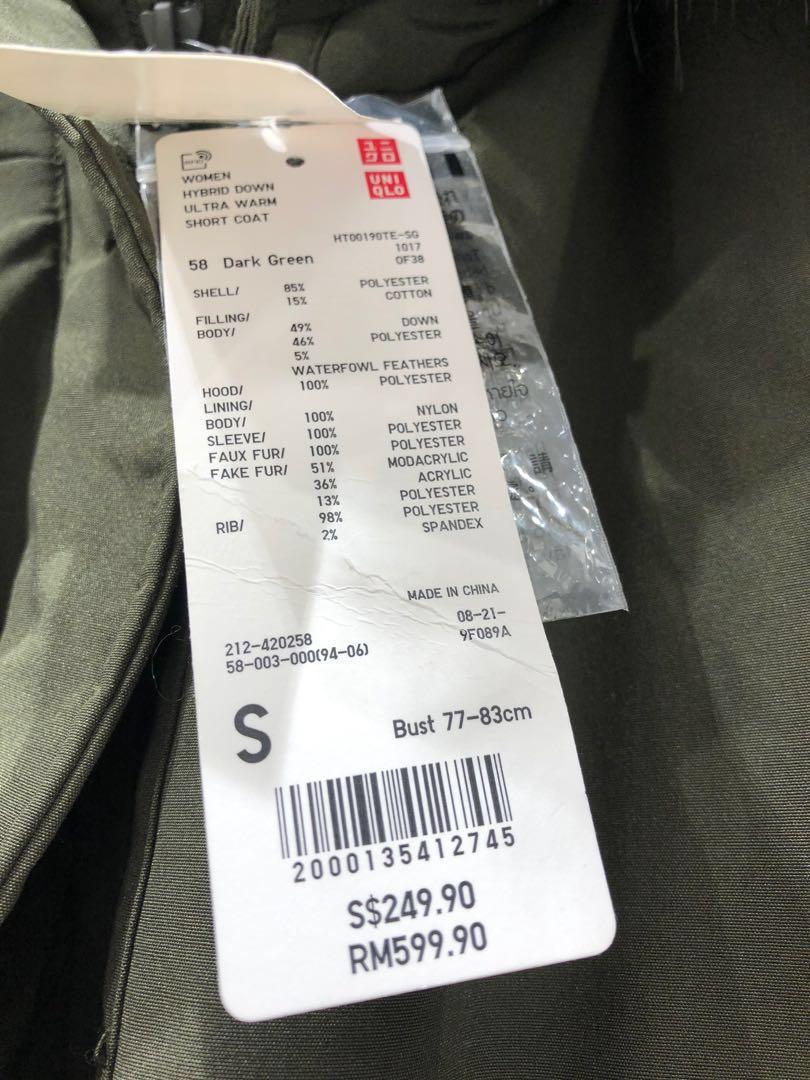 RFID
ユニ
クロ
UNI
QLO
WOMEN
HYBRID DOWN
ULTRA WARM
SHORT COAT
HT00190TE-SG
1017
OF38
58 Dark Green
SHELL/ 85% POLYESTER
15% COTTON
FILLING/
BODY/ 49% DOWN
46% POLYESTER
5%
WATERFOWL FEATHERS
HOOD/ 100% POLYESTER
LINING/
BODY/ 100% NYLON
SLEEVE/ 100% POLYESTER
FAUX FUR/ 100% POLYESTER
FAKE FUR/ 51% MODACRYLIC
36% ACRYLIC
13% POLYESTER
RIB/ 98% POLYESTER
2% SPANDEX
MADE IN CHINA
08-21-
9F089A
212-420258
58-003-000(94-06)
S Bust 77-83cm
2000135412745
S$249.90
RM599.90